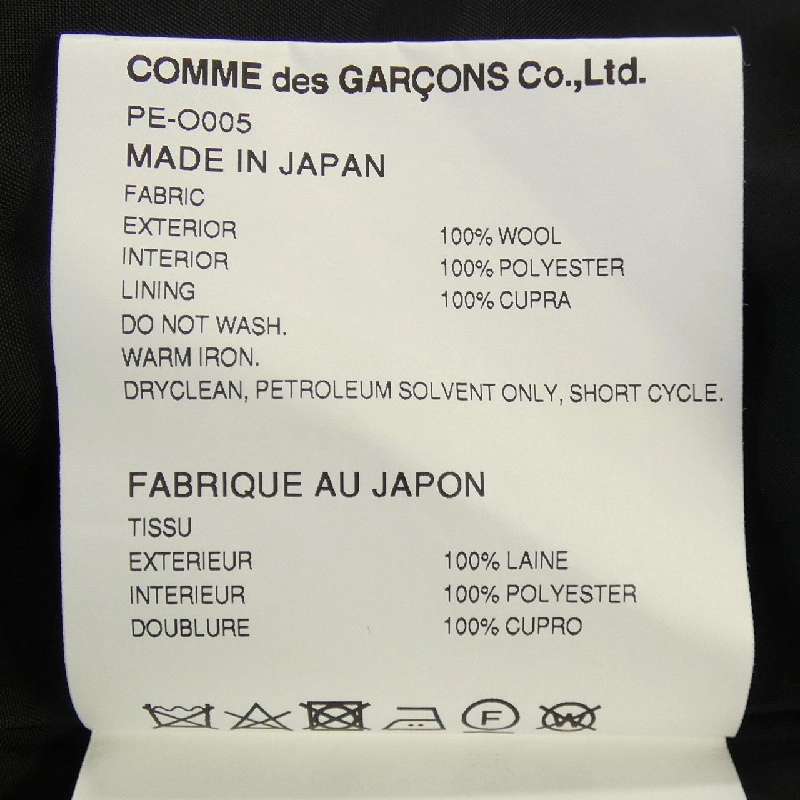 COMME des GARÇONS Co.,Ltd.
PE-O005
MADE IN JAPAN
FABRIC
EXTERIOR 100% WOOL
INTERIOR 100% POLYESTER
LINING 100% CUPRA
DO NOT WASH.
WARM IRON.
DRYCLEAN, PETROLEUM SOLVENT ONLY, SHORT CYCLE.
FABRIQUE AU JAPON
TISSU
EXTERIEUR 100% LAINE
INTERIEUR 100% POLYESTER
DOUBLURE 100% CUPRO
F W